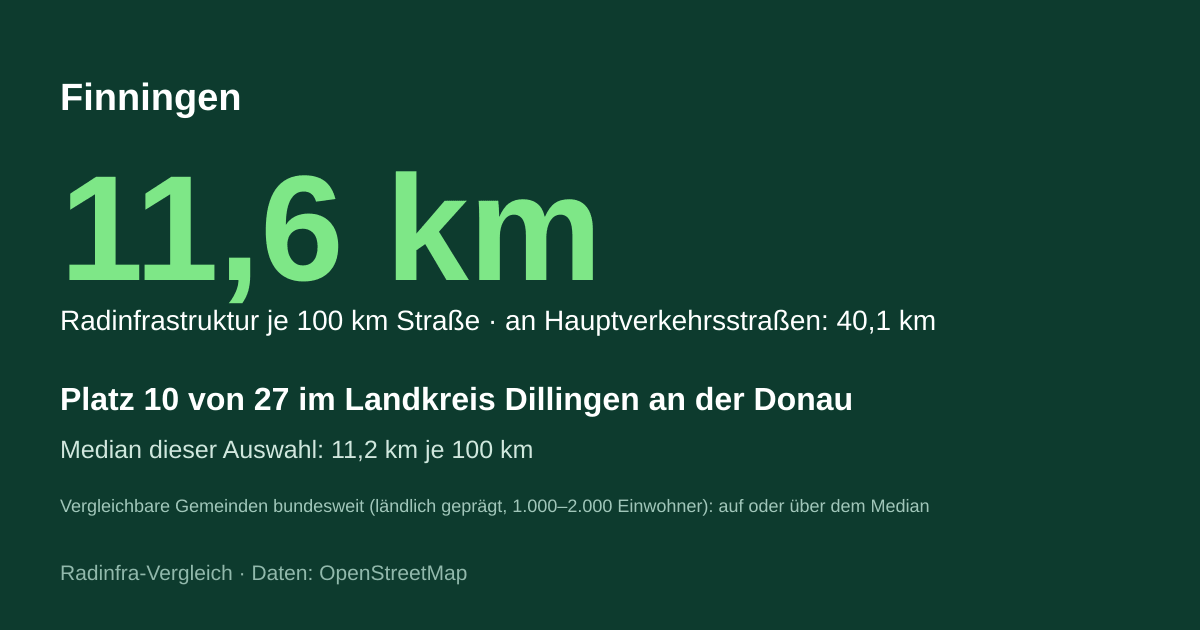 Finningen
11,6 km
Radinfrastruktur je 100 km Straße · an Hauptverkehrsstraßen: 40,1 km
Platz 10 von 27 im Landkreis Dillingen an der Donau
Median dieser Auswahl: 11,2 km je 100 km
Vergleichbare Gemeinden bundesweit (ländlich geprägt, 1.000–2.000 Einwohner): auf oder über dem Median
Radinfra-Vergleich · Daten: OpenStreetMap